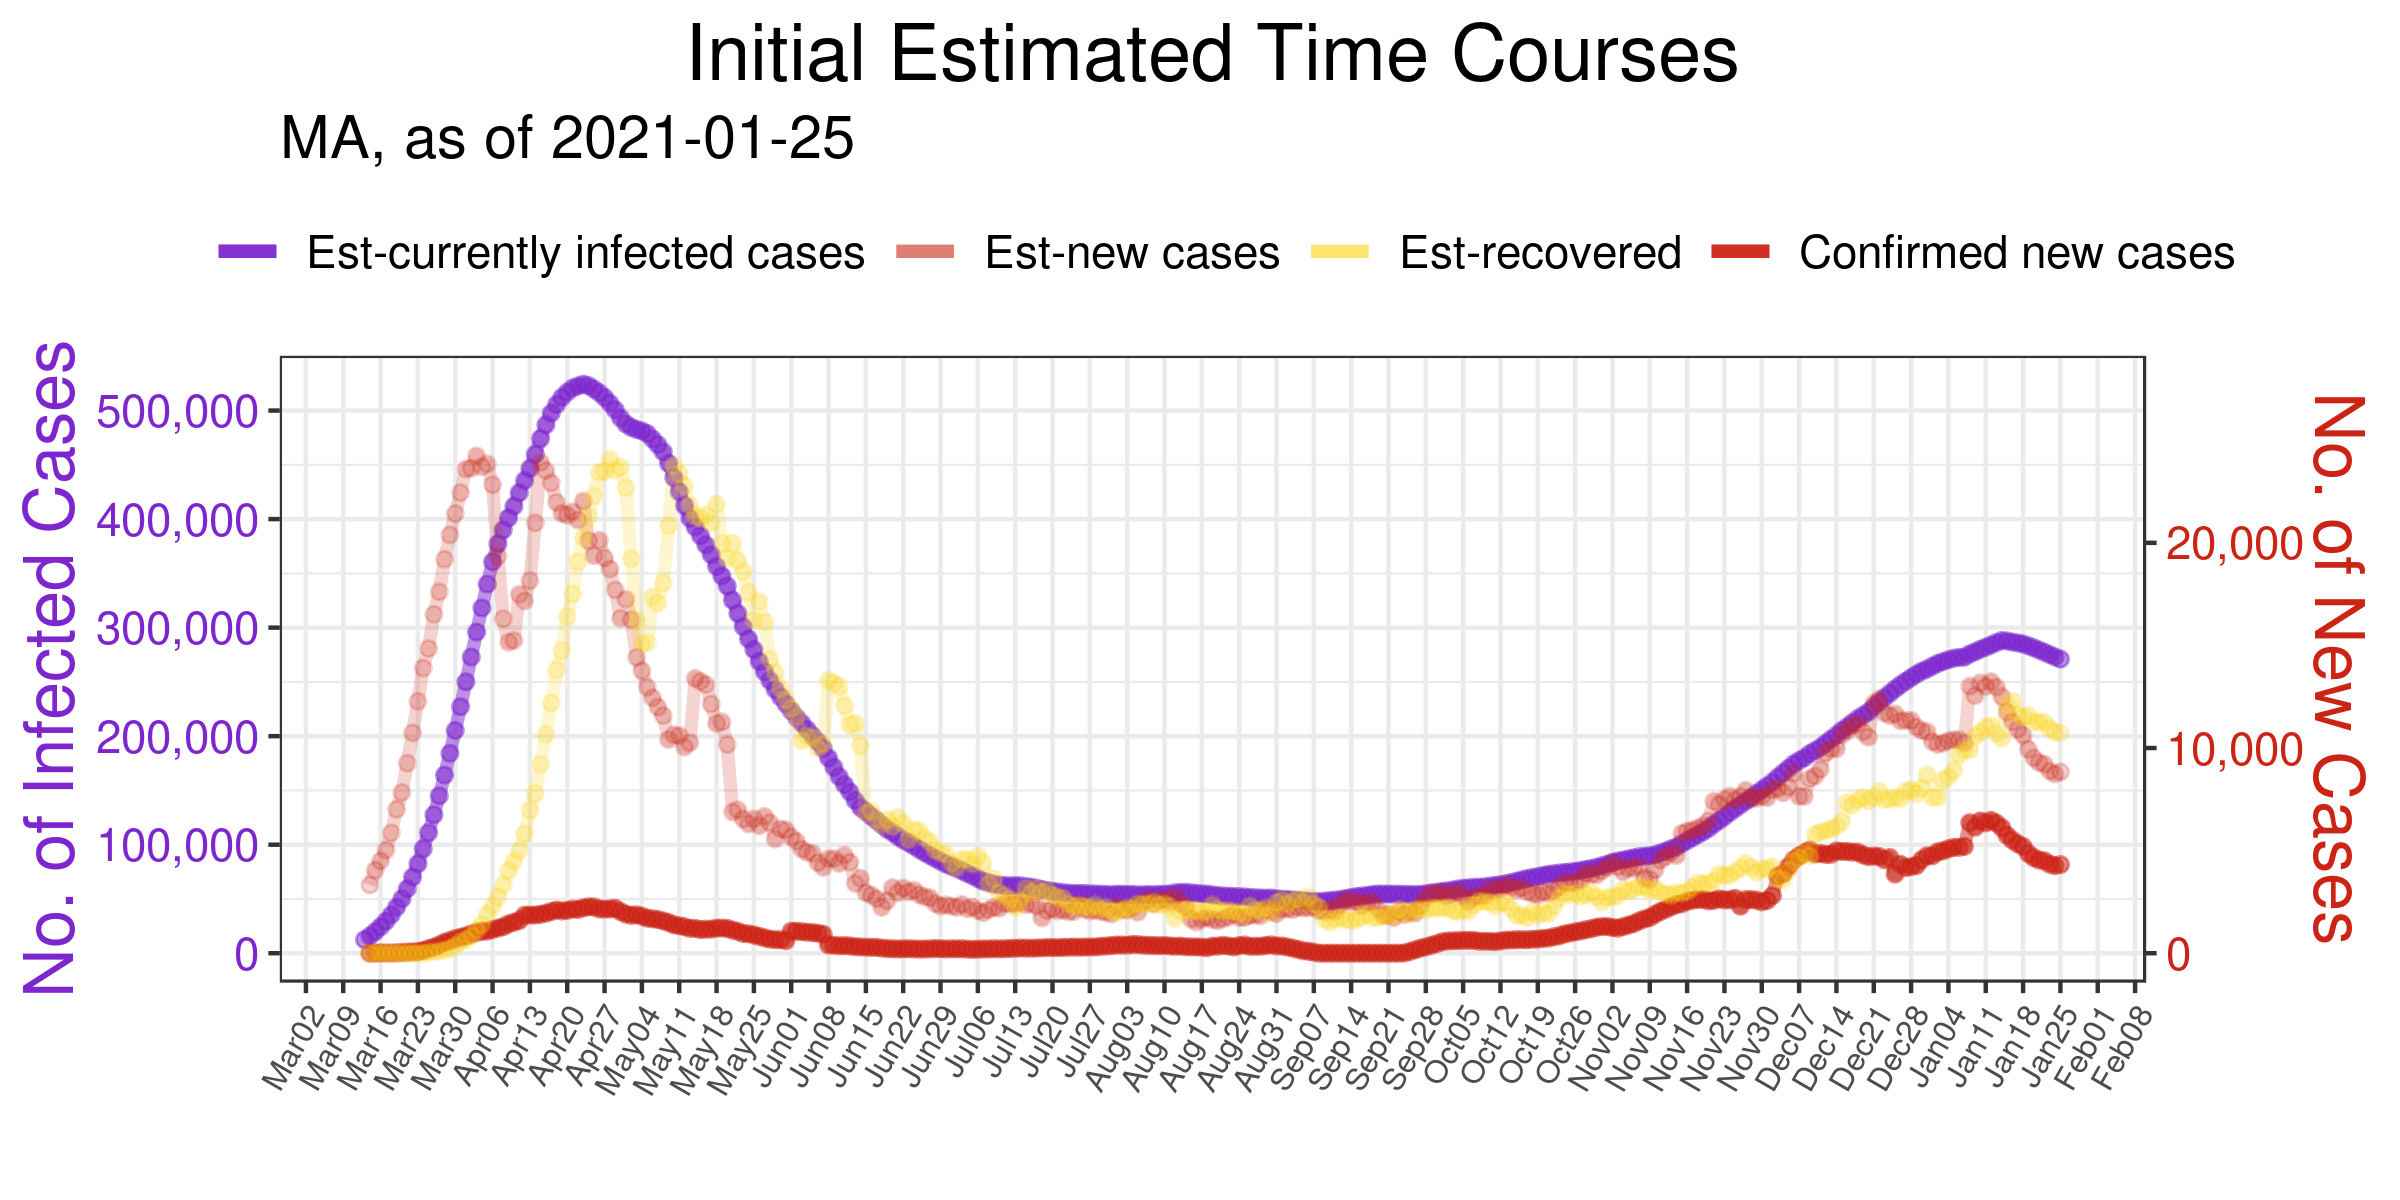 Initial Estimated Time Courses
MA, as of 2021-01-25
Est-currently infected cases
Est-new cases
Est-recovered
Confirmed new cases
No. of Infected Cases
500,000
400,000
300,000
200,000
100,000
0
20,000
10,000
0
No. of New Cases
Mar02
Mar09
Mar16
Mar23
Mar30
Apr06
Apr13
Apr20
Apr27
May04
May11
May18
May25
Jun01
Jun08
Jun15
Jun22
Jun29
Jul06
Jul13
Jul20
Jul27
Aug03
Aug10
Aug17
Aug24
Aug31
Sep07
Sep14
Sep21
Sep28
Oct05
Oct12
Oct19
Oct26
Nov02
Nov09
Nov16
Nov23
Nov30
Dec07
Dec14
Dec21
Dec28
Jan04
Jan11
Jan18
Jan25
Feb01
Feb08